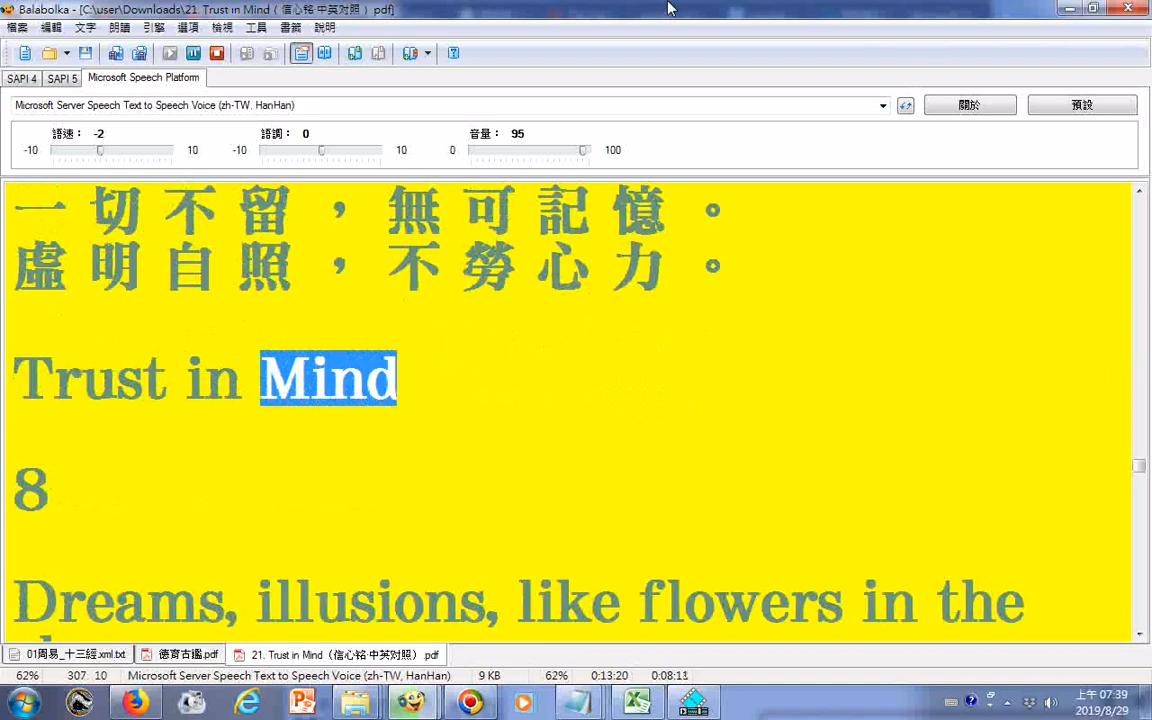 Balabolka - [C:\user\Downloads\21. Trust in Mind（信心铭·中英对照）.pdf]
檔案 編輯 文字 朗讀 引擎 選項 檢視 工具 書籤 說明
SAPI 4 SAPI 5 Microsoft Speech Platform
Microsoft Server Speech Text to Speech Voice (zh-TW, HanHan) 關於 預設
語速： -2 語調： 0 音量： 95
-10 10 -10 10 0 100
一切不留，無可記憶。
虛明自照，不勞心力。
Trust in Mind
8
Dreams, illusions, like flowers in the
01周易_十三經.xml.txt 德育古鑑.pdf 21. Trust in Mind（信心铭·中英对照）.pdf
62% 307: 10 Microsoft Server Speech Text to Speech Voice (zh-TW, HanHan) 9 KB 62% 0:13:20 0:08:11
上午 07:39
2019/8/29